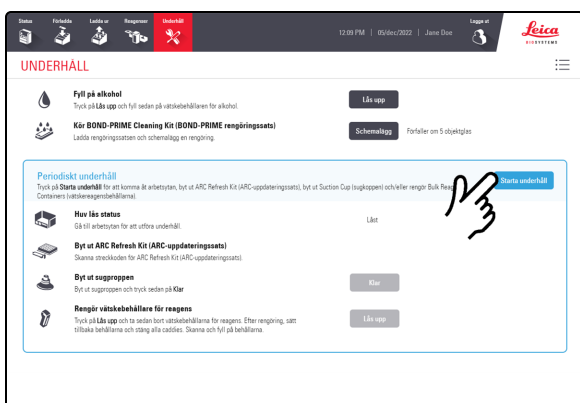 Status Förladda Ladda ur Reagenser Underhåll Logga ut
12:09 PM | 05/dec/2022 | Jane Doe
Leica
BIOSYSTEMS
UNDERHÅLL
Fyll på alkohol
Tryck på Lås upp och fyll sedan på vätskebehållaren för alkohol.
Lås upp
Kör BOND-PRIME Cleaning Kit (BOND-PRIME rengöringssats)
Ladda rengöringssatsen och schemalägg en rengöring.
Schemalägg
Förfaller om 5 objektglas
Periodiskt underhåll
Tryck på Starta underhåll för att komma åt arbetsytan, byt ut ARC Refresh Kit (ARC-uppdateringssats), byt ut Suction Cup (sugkoppen) och/eller rengör Bulk
Containers (vätskereagensbehållarna).
Starta underhåll
Huv lås status
Gå till arbetsytan för att utföra underhåll.
Låst
Byt ut ARC Refresh Kit (ARC-uppdateringssats)
Skanna streckkoden för ARC Refresh Kit (ARC-uppdateringssats).
Byt ut sugproppen
Byt ut sugproppen och tryck sedan på Klar
Klar
Rengör vätskebehållare för reagens
Tryck på Lås upp och ta sedan bort vätskebehållarna för reagens. Efter rengöring, sätt
tillbaka behållarna och stäng alla caddies. Skanna och fyll på behållarna.
Lås upp